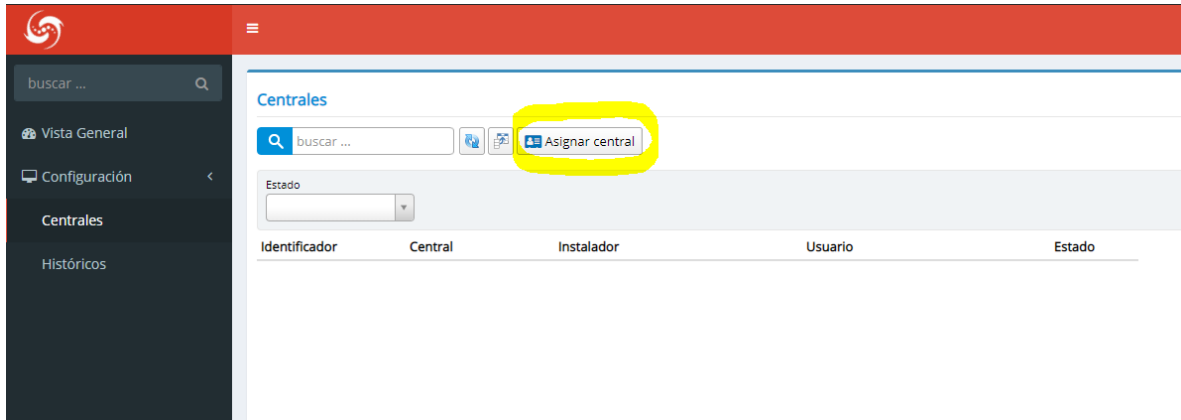 buscar ...
Vista General
Configuración
Centrales
Históricos
Centrales
buscar ...
Asignar central
Estado
Identificador Central Instalador Usuario Estado